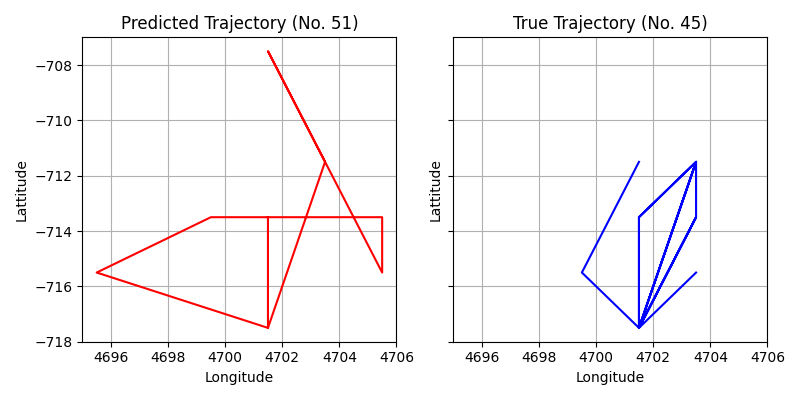 Predicted Trajectory (No. 51)
True Trajectory (No. 45)
−708
−710
−712
−714
−716
−718
Lattitude
Lattitude
4696 4698 4700 4702 4704 4706
4696 4698 4700 4702 4704 4706
Longitude
Longitude